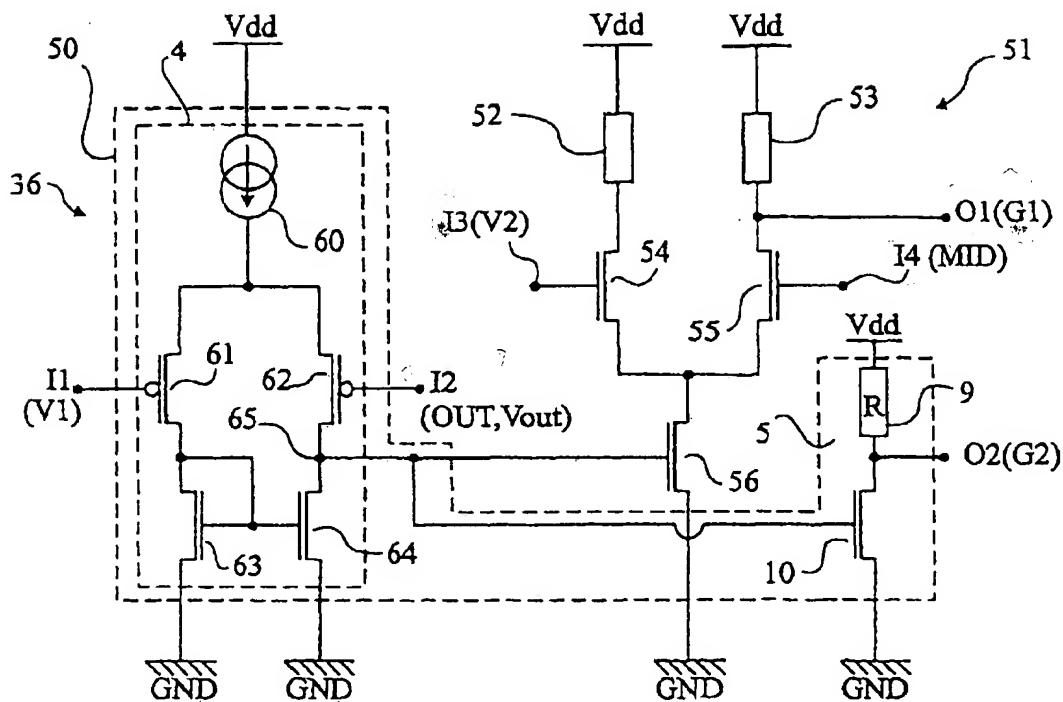 Vdd
Vdd
Vdd
50
4
51
52
53
36
60
I3(V2)
54
O1(G1)
I4 (MID)
55
Vdd
I1
(V1)
61
62
I2
(OUT,Vout)
65
5
R
9
56
O2(G2)
63
64
10
GND
GND
GND
GND